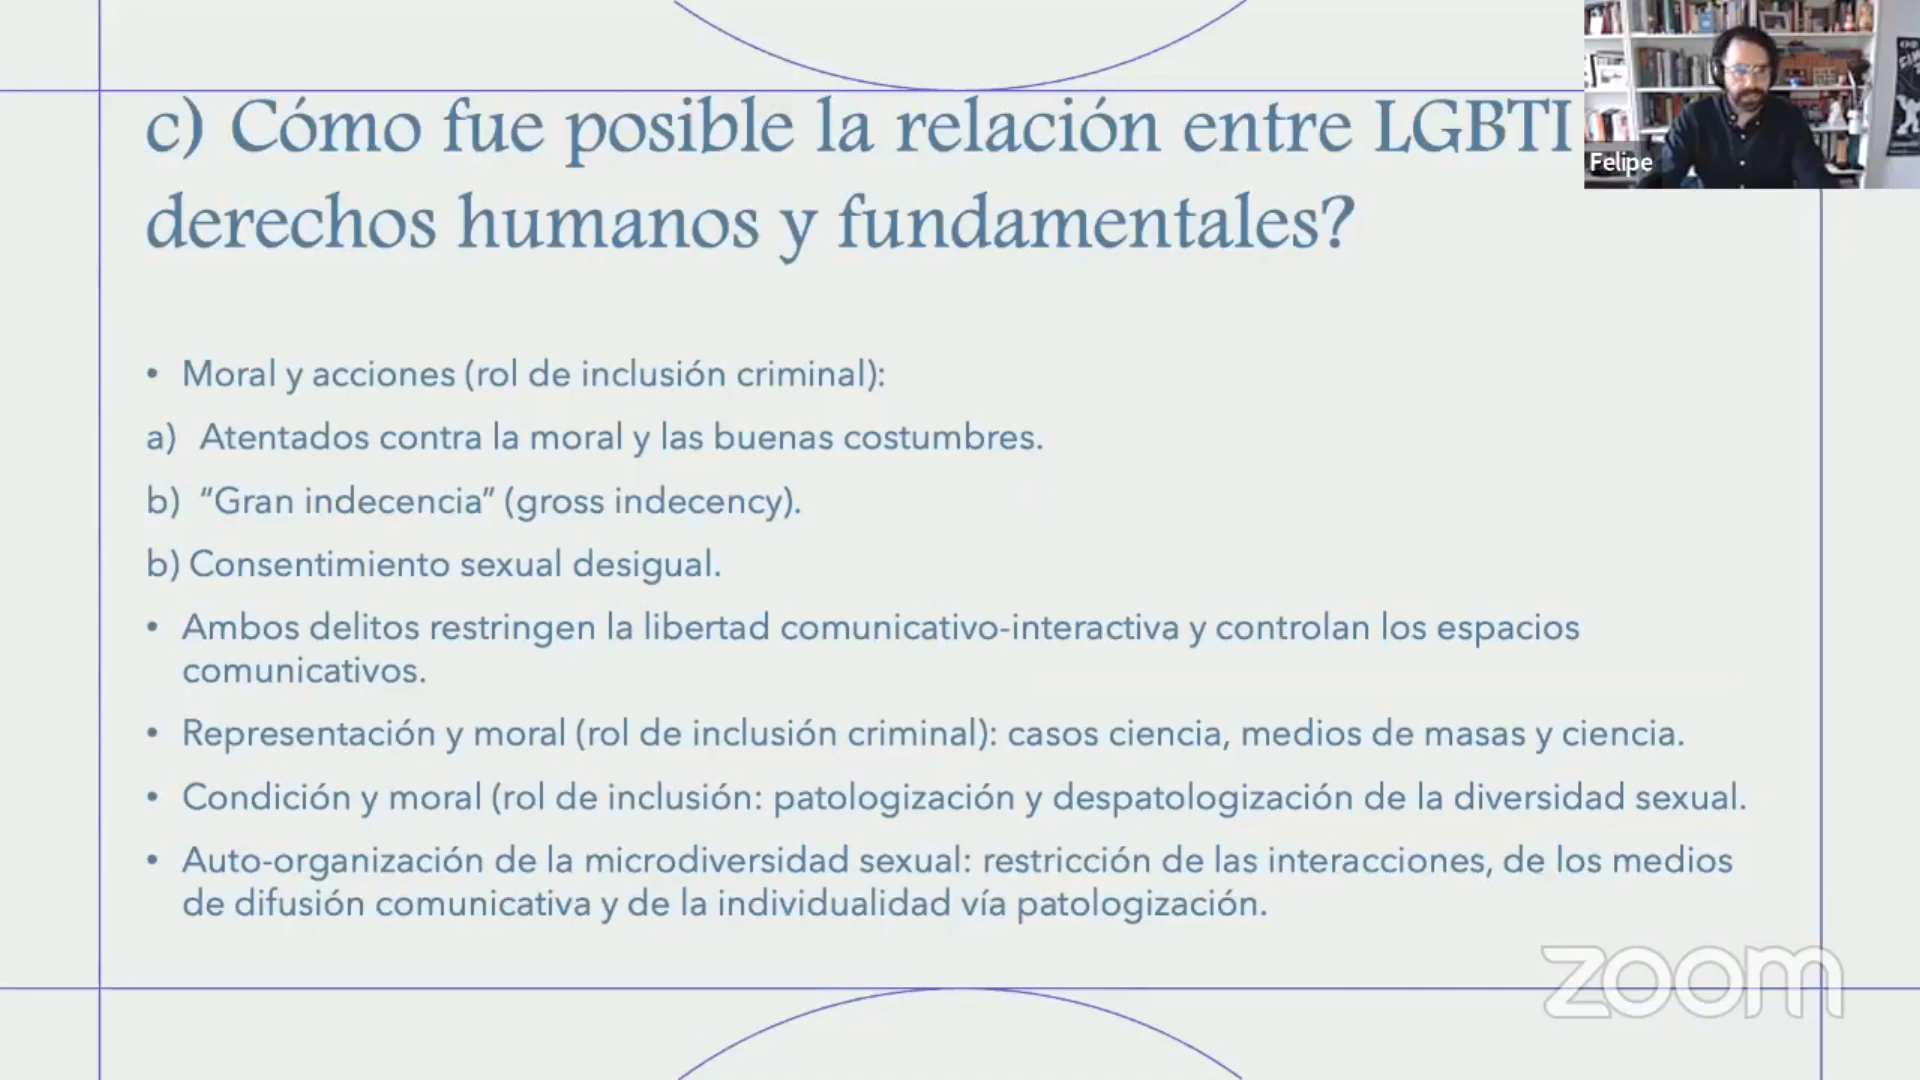 c) Cómo fue posible la relación entre LGBTI
derechos humanos y fundamentales?
Felipe
• Moral y acciones (rol de inclusión criminal):
a) Atentados contra la moral y las buenas costumbres.
b) “Gran indecencia” (gross indecency).
b) Consentimiento sexual desigual.
• Ambos delitos restringen la libertad comunicativo-interactiva y controlan los espacios
comunicativos.
• Representación y moral (rol de inclusión criminal): casos ciencia, medios de masas y ciencia.
• Condición y moral (rol de inclusión: patologización y despatologización de la diversidad sexual.
• Auto-organización de la microdiversidad sexual: restricción de las interacciones, de los medios
de difusión comunicativa y de la individualidad vía patologización.
zoom